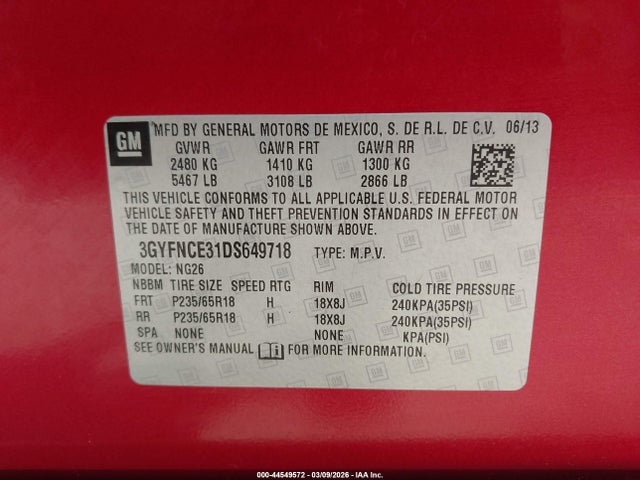 GM
MFD BY GENERAL MOTORS DE MEXICO, S. DE R.L. DE C.V. 06/13
GVWR GAWR FRT GAWR RR
2480 KG 1410 KG 1300 KG
5467 LB 3108 LB 2866 LB
THIS VEHICLE CONFORMS TO ALL APPLICABLE U.S. FEDERAL MOTOR
VEHICLE SAFETY AND THEFT PREVENTION STANDARDS IN EFFECT ON
THE DATE OF MANUFACTURE SHOWN ABOVE.
3GYFNCE31DS649718 TYPE: M.P.V.
MODEL: NG26
NBBM TIRE SIZE SPEED RTG RIM COLD TIRE PRESSURE
FRT P235/65R18 H 18X8J 240KPA(35PSI)
RR P235/65R18 H 18X8J 240KPA(35PSI)
SPA NONE NONE KPA(PSI)
SEE OWNER'S MANUAL FOR MORE INFORMATION.
000-44549572 - 03/09/2026 - IAA Inc.